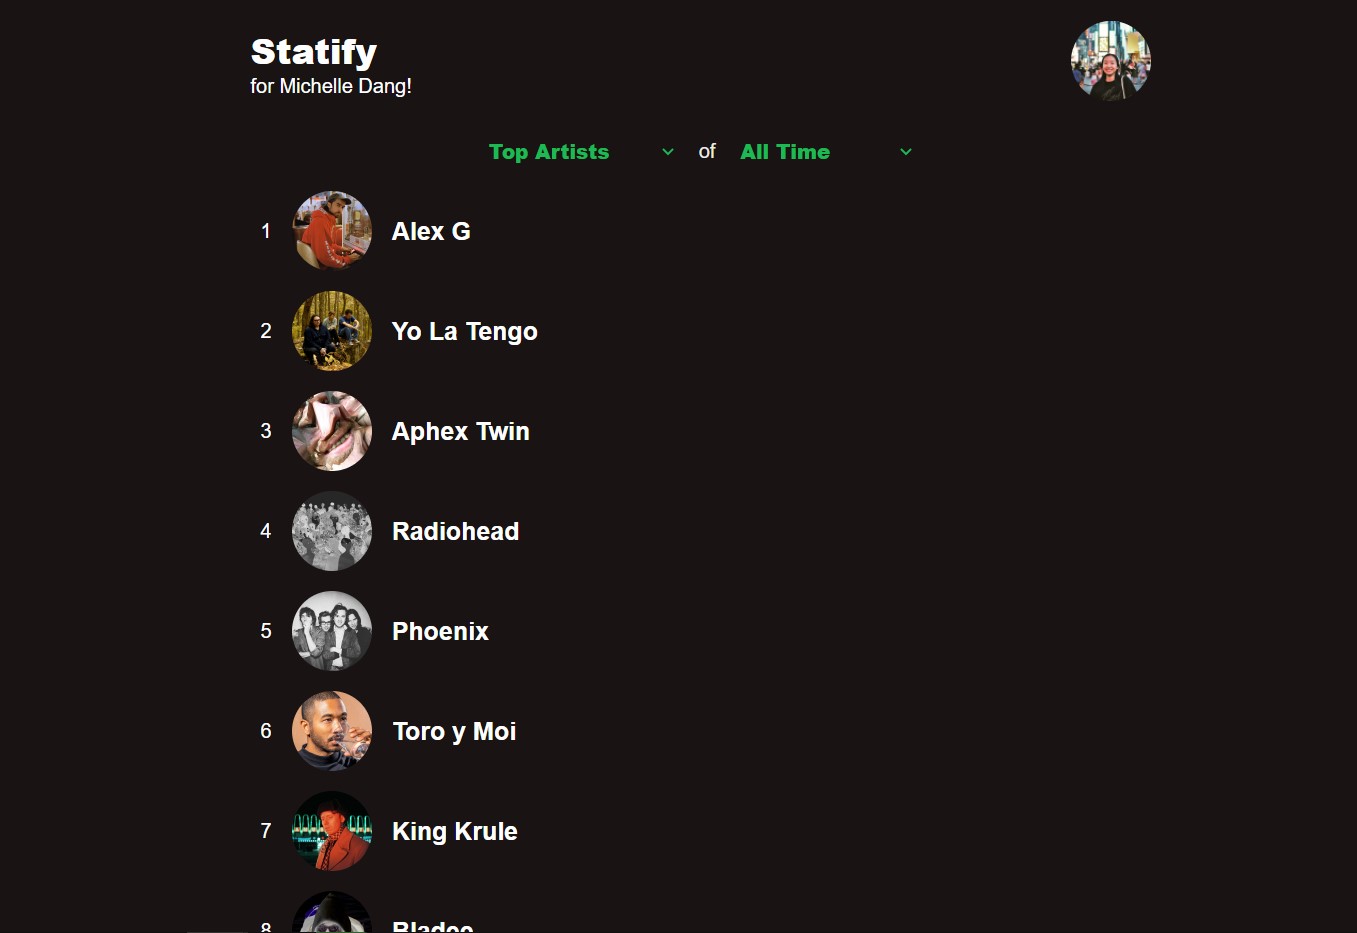 Statify
for Michelle Dang!
Top Artists of All Time
1 Alex G
2 Yo La Tengo
3 Aphex Twin
4 Radiohead
5 Phoenix
6 Toro y Moi
7 King Krule
8 Bladee